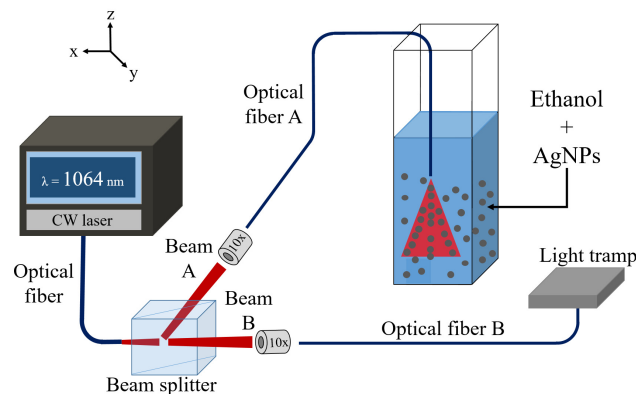 z
x
y
λ = 1064 nm
CW laser
Optical
fiber
Optical
fiber A
Ethanol
+
AgNPs
Beam
A
10x
Beam
B
10x
Beam splitter
Optical fiber B
Light tramp